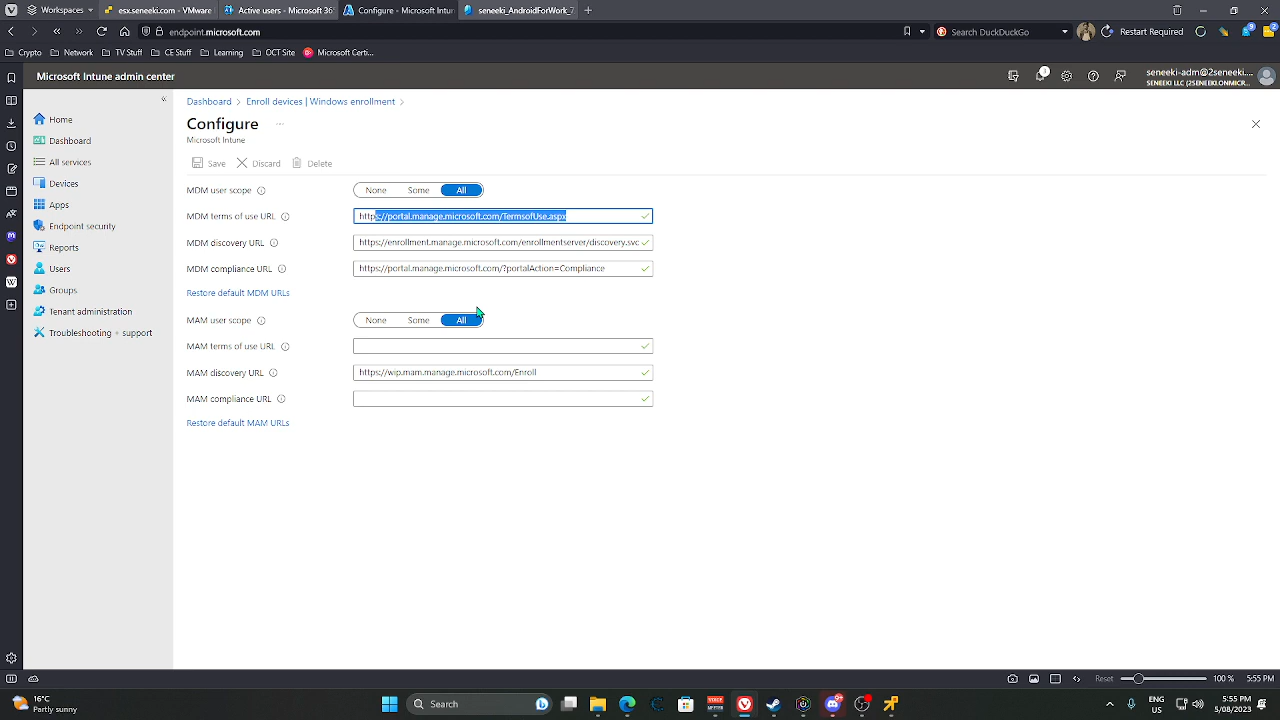 Workspaces
esx.seneeki.com - VMware
Active users - Microsoft 36
Configure - Microsoft Intun
seneeki_AndroidForWork_7
endpoint.microsoft.com
Search DuckDuckGo
Restart Required
9
2
Crypto
Network
TV Stuff
CE Stuff
Learning
OCT Site
Microsoft Certi...
Microsoft Intune admin center
1
seneeki-adm@2seneeki....
SENEEKI LLC (2SENEEKI.ONMICR...
Dashboard > Enroll devices | Windows enrollment >
Configure ...
Microsoft Intune
Save
Discard
Delete
Home
Dashboard
All services
Devices
Apps
Endpoint security
Reports
Users
Groups
Tenant administration
Troubleshooting + support
MDM user scope
None Some All
MDM terms of use URL
https://portal.manage.microsoft.com/TermsofUse.aspx
MDM discovery URL
https://enrollment.manage.microsoft.com/enrollmentserver/discovery.svc
MDM compliance URL
https://portal.manage.microsoft.com/?portalAction=Compliance
Restore default MDM URLs
MAM user scope
None Some All
MAM terms of use URL
MAM discovery URL
https://wip.mam.manage.microsoft.com/Enroll
MAM compliance URL
Restore default MAM URLs
Reset
100 %
5:55 PM
16°C
Partly sunny
Search
ENG
US
5:55 PM
5/08/2023